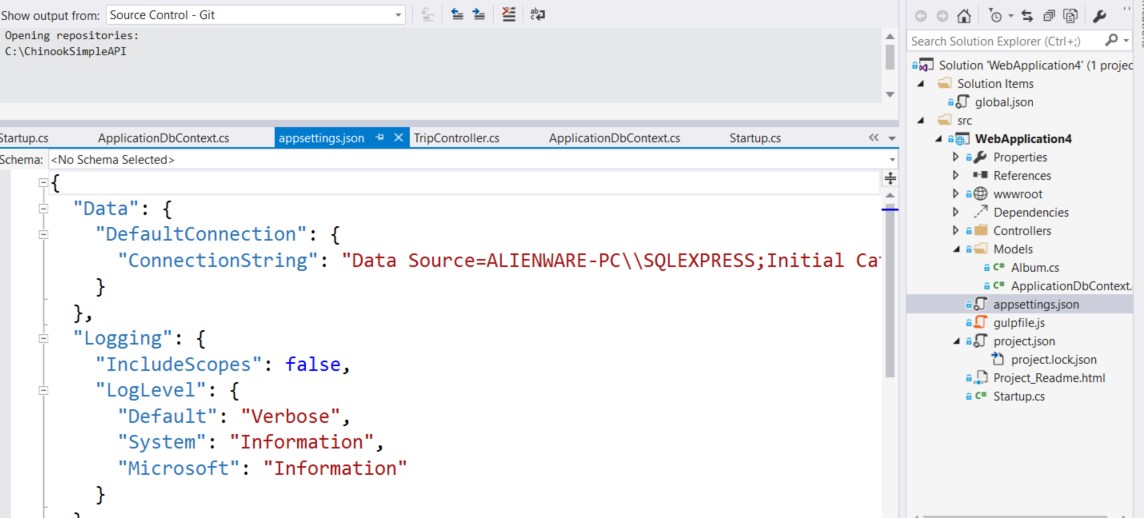 Show output from: Source Control - Git
Opening repositories:
C:\ChinookSimpleAPI
Startup.cs ApplicationDbContext.cs appsettings.json TripController.cs ApplicationDbContext.cs Startup.cs
Schema: <No Schema Selected>
{
"Data": {
"DefaultConnection": {
"ConnectionString": "Data Source=ALIENWARE-PC\\SQLEXPRESS;Initial Cat
}
},
"Logging": {
"IncludeScopes": false,
"LogLevel": {
"Default": "Verbose",
"System": "Information",
"Microsoft": "Information"
}
Search Solution Explorer (Ctrl+;)
Solution 'WebApplication4' (1 projec
Solution Items
global.json
src
WebApplication4
Properties
References
wwwroot
Dependencies
Controllers
Models
C# Album.cs
C# ApplicationDbContext.
appsettings.json
gulpfile.js
project.json
project.lock.json
Project_Readme.html
C# Startup.cs